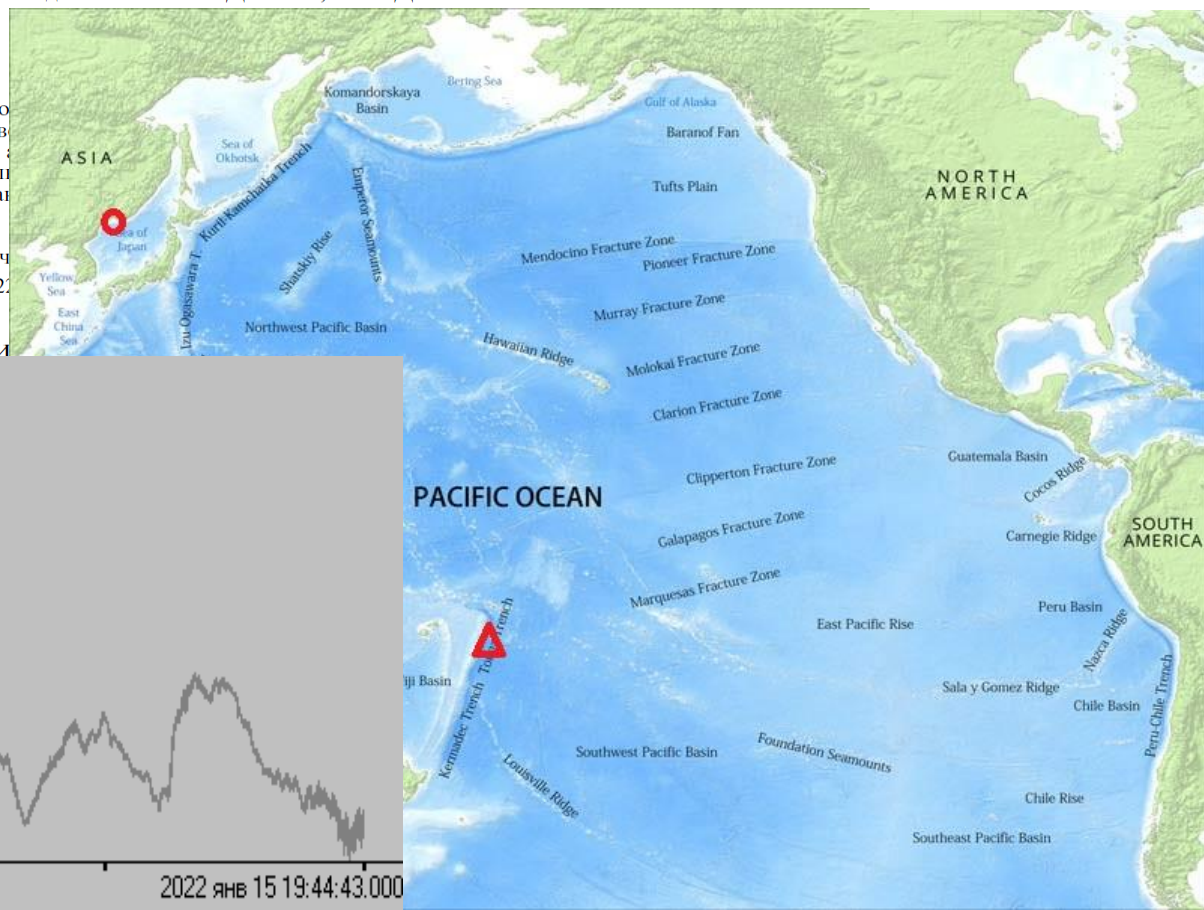 Bering Sea
Komandorskaya
Basin
Gulf of Alaska
Baranof Fan
Sea of
Okhotsk
ASIA
Kuril-Kamchatka Trench
Emperor Seamounts
Tufts Plain
NORTH
AMERICA
Sea of
Japan
Shatskiy Rise
Mendocino Fracture Zone
Pioneer Fracture Zone
Yellow
Sea
Izu Ogasawara T.
East
China
Sea
Murray Fracture Zone
Northwest Pacific Basin
Hawaiian Ridge
Molokai Fracture Zone
Clarion Fracture Zone
Guatemala Basin
Clipperton Fracture Zone
Cocos Ridge
PACIFIC OCEAN
Galapagos Fracture Zone
Carnegie Ridge
SOUTH
AMERICA
Marquesas Fracture Zone
Peru Basin
East Pacific Rise
Nazca Ridge
Sala y Gomez Ridge
Chile Basin
Peru-Chile Trench
Kermadec Trench
Southwest Pacific Basin
Foundation Seamounts
Louisville Ridge
Chile Rise
Southeast Pacific Basin
2022 янв 15 19:44:43.000